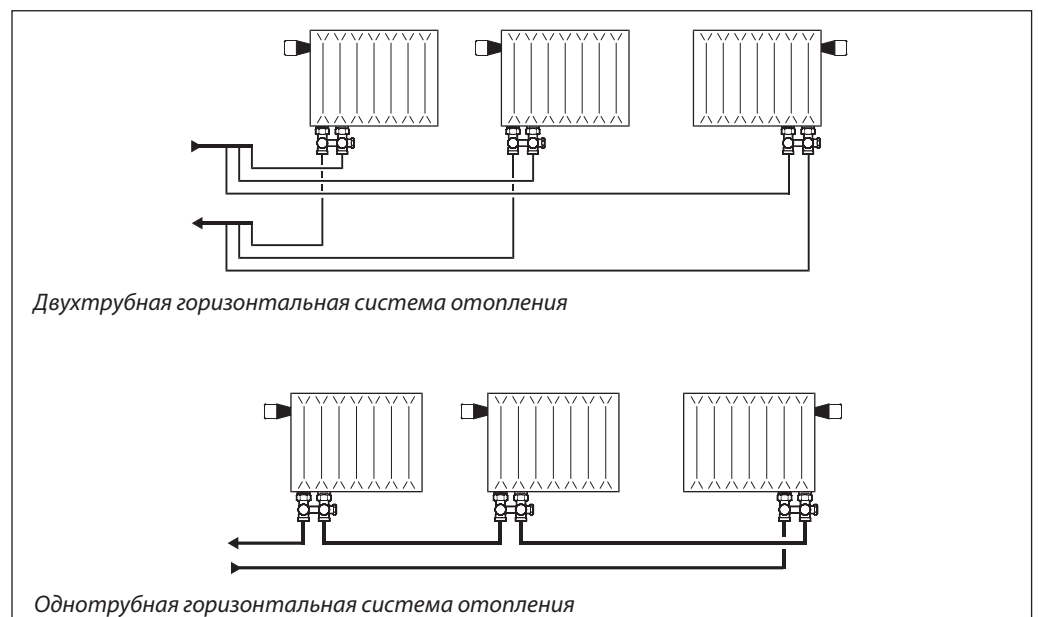 Двухтрубная горизонтальная система отопления
Однотрубная горизонтальная система отопления